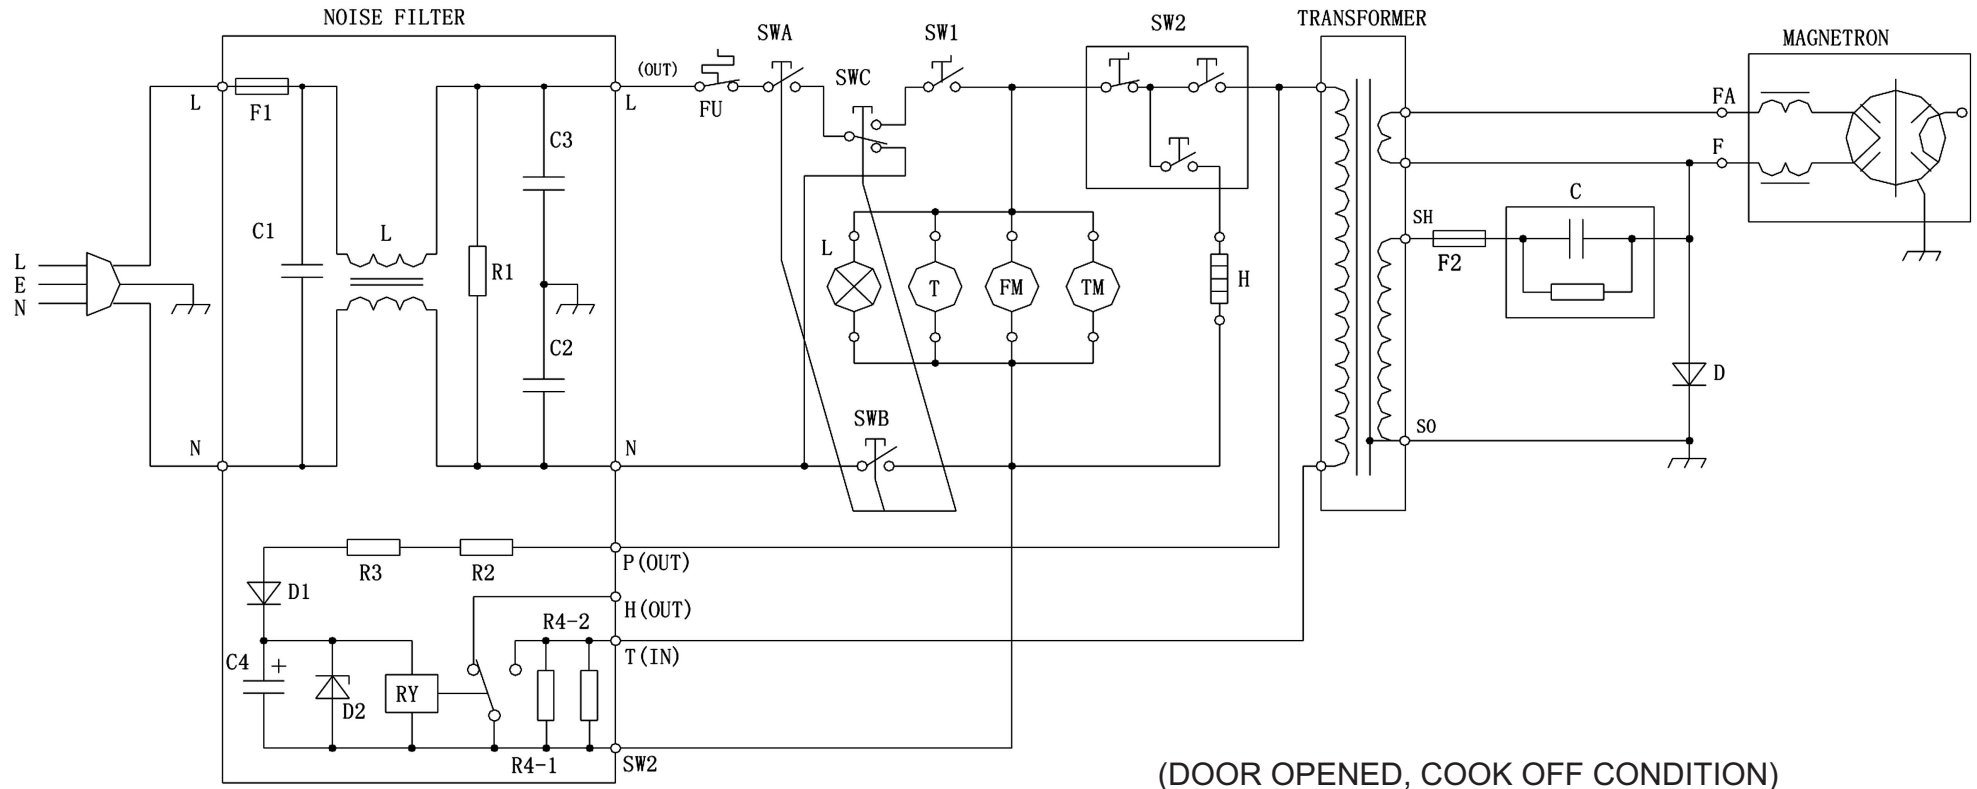 NOISE FILTER
TRANSFORMER
MAGNETRON
SWA
SW1
SW2
(OUT)
SWC
L
F1
L
FU
FA
C3
F
C
C1
L
SH
R1
L
F2
H
L
E
N
T
FM
TM
C2
D
SWB
SO
N
N
R3
R2
P(OUT)
D1
H(OUT)
R4-2
C4
+
T(IN)
RY
D2
R4-1
SW2
(DOOR OPENED, COOK OFF CONDITION)